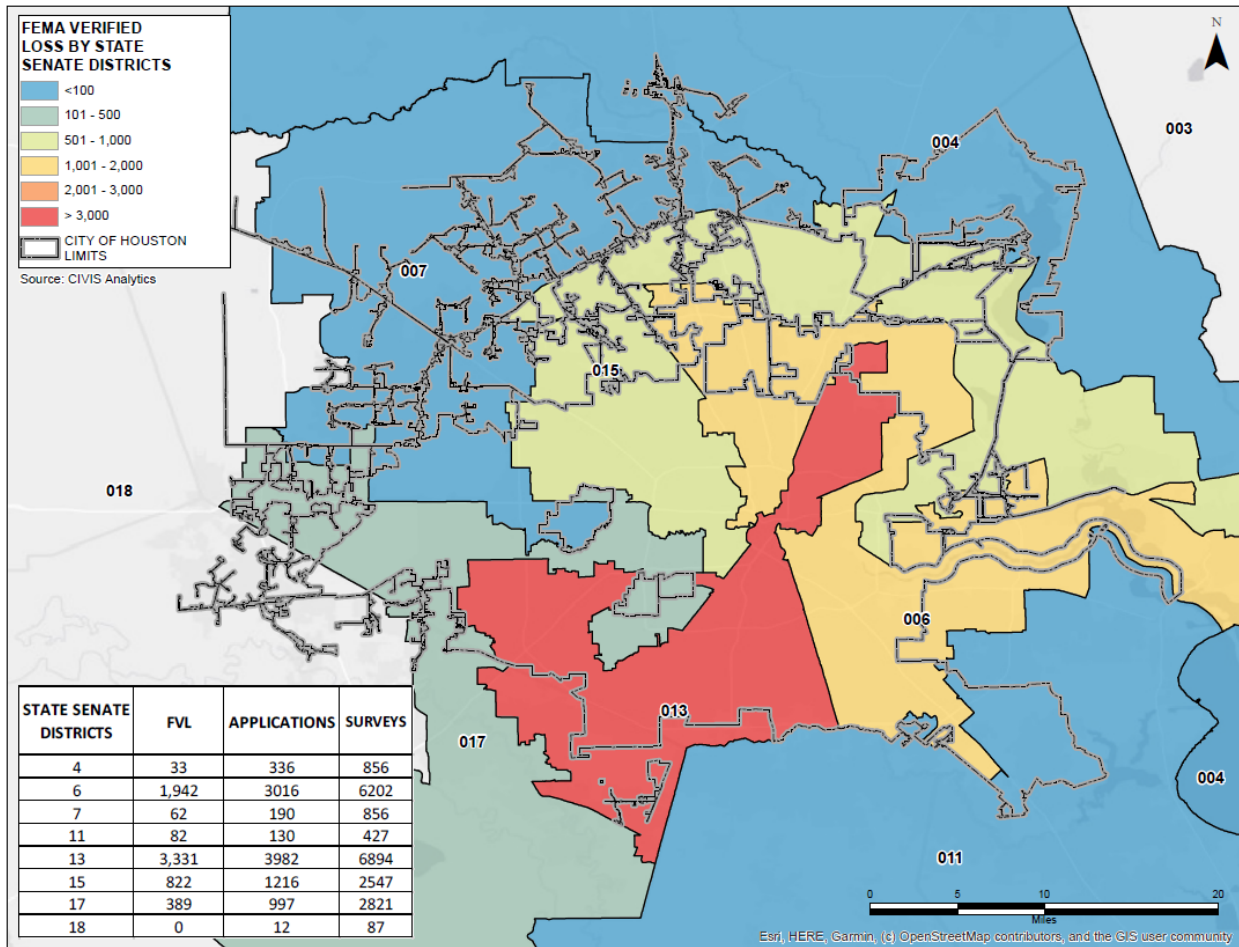 FEMA VERIFIED
LOSS BY STATE
SENATE DISTRICTS
<100
101 - 500
501 - 1,000
1,001 - 2,000
2,001 - 3,000
> 3,000
CITY OF HOUSTON
LIMITS
Source: CIVIS Analytics
N
003
004
007
015
018
006
013
017
004
011
STATE SENATE DISTRICTS FVL APPLICATIONS SURVEYS
4 33 336 856
6 1,942 3016 6202
7 62 190 856
11 82 130 427
13 3,331 3982 6894
15 822 1216 2547
17 389 997 2821
18 0 12 87
0 5 10 20
Miles
Esri, HERE, Garmin, (c) OpenStreetMap contributors, and the GIS user community